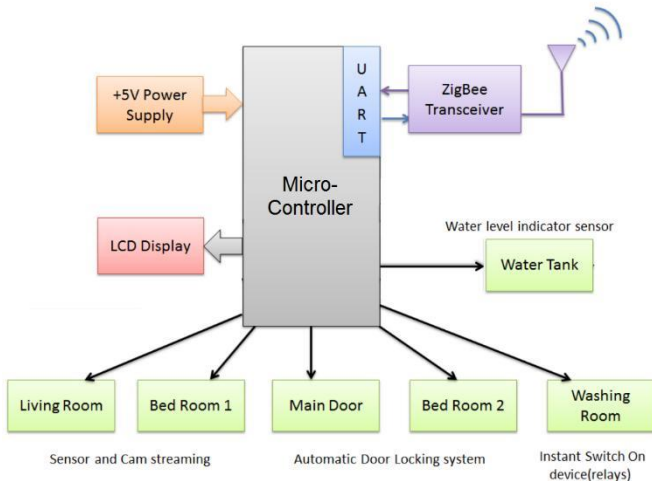 +5V Power
Supply
U
A
R
T
ZigBee
Transceiver
Micro-
Controller
LCD Display
Water level indicator sensor
Water Tank
Living Room
Bed Room 1
Main Door
Bed Room 2
Washing
Room
Sensor and Cam streaming
Automatic Door Locking system
Instant Switch On
device(relays)